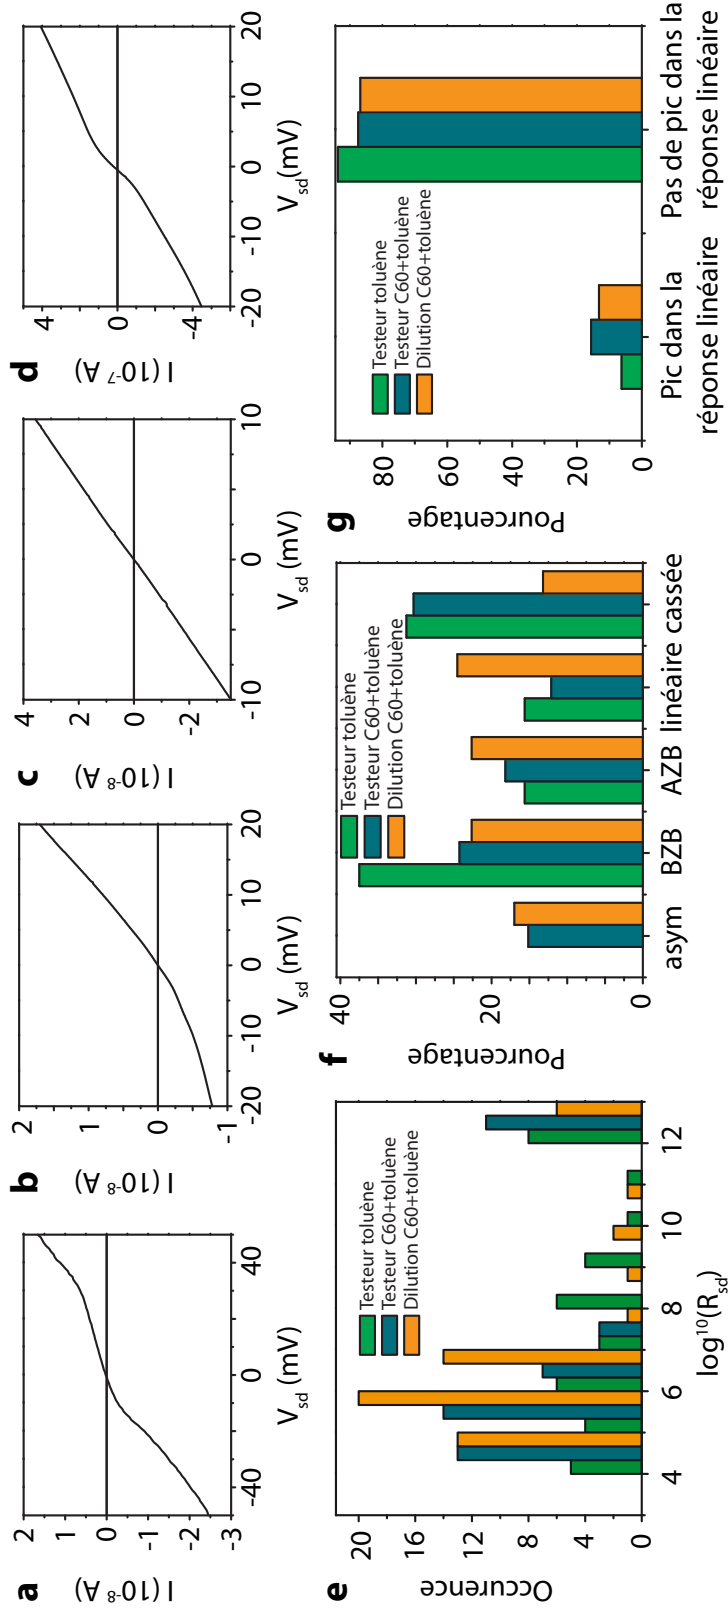 a
I (10⁻⁸ A)
2
1
0
-1
-2
-3
-40
0
40
V_sd (mV)
b
I (10⁻⁸ A)
2
1
0
-1
-20
-10
0
10
20
V_sd (mV)
c
I (10⁻⁸ A)
4
2
0
-2
-10
0
10
V_sd (mV)
d
I (10⁻⁷ A)
4
0
-4
-20
-10
0
10
20
V_sd (mV)
e
Occurence
20
16
12
8
4
0
4
6
8
10
12
log¹⁰(R_sd)
Testeur toluène
Testeur C60+toluène
Dilution C60+toluène
f
Pourcentage
40
20
0
asym
BZB
AZB
linéaire
cassée
Testeur toluène
Testeur C60+toluène
Dilution C60+toluène
g
Pourcentage
80
60
40
20
0
Testeur toluène
Testeur C60+toluène
Dilution C60+toluène
Pic dans la
réponse linéaire
Pas de pic dans la
réponse linéaire